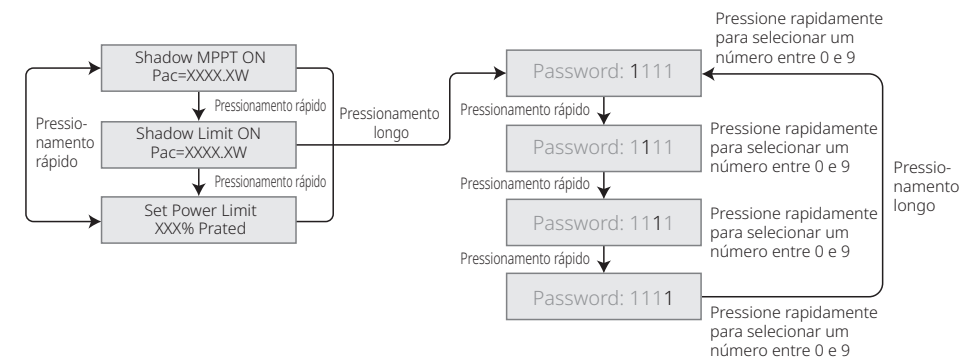 Shadow MPPT ON
Pac=XXXX.XW
Pressionamento rápido
Shadow Limit ON
Pac=XXXX.XW
Pressionamento rápido
Set Power Limit
XXX% Prated
Pressio-
namento
rápido
Pressionamento
longo
Pressione rapidamente
para selecionar um
número entre 0 e 9
Password: 1111
Pressionamento rápido
Password: 1111
Pressione rapidamente
para selecionar um
número entre 0 e 9
Pressionamento rápido
Password: 1111
Pressione rapidamente
para selecionar um
número entre 0 e 9
Pressionamento rápido
Password: 1111
Pressione rapidamente
para selecionar um
número entre 0 e 9
Pressio-
namento
longo